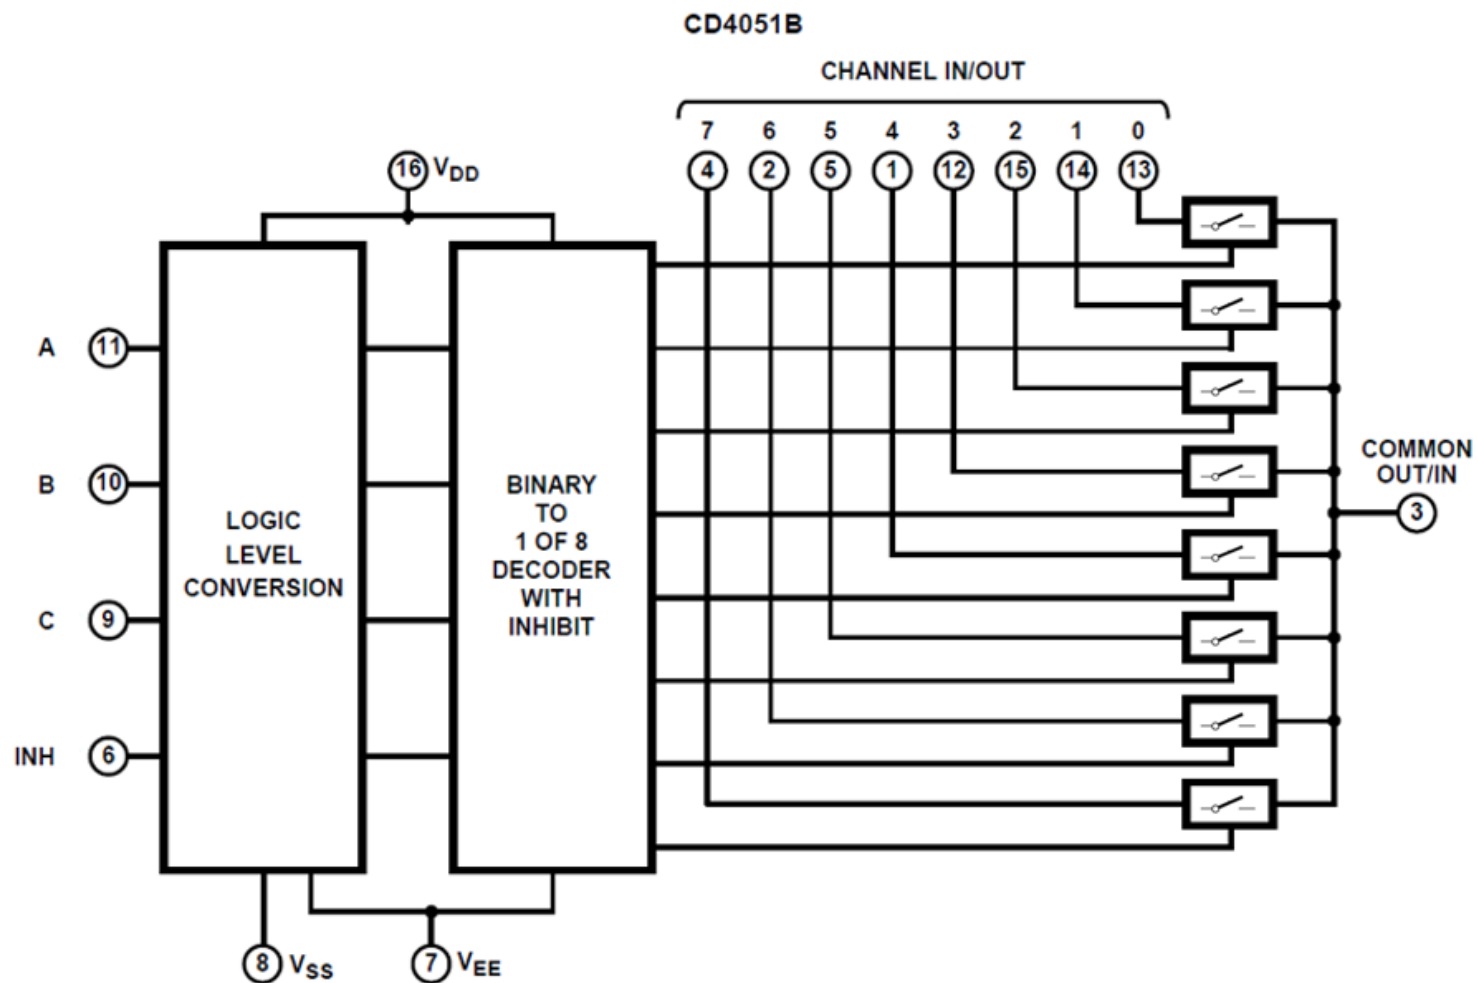 CD4051B
CHANNEL IN/OUT
7 6 5 4 3 2 1 0
4 2 5 1 12 15 14 13
16 VDD
A 11
B 10
C 9
INH 6
LOGIC
LEVEL
CONVERSION
BINARY
TO
1 OF 8
DECODER
WITH
INHIBIT
COMMON
OUT/IN
3
8 VSS
7 VEE